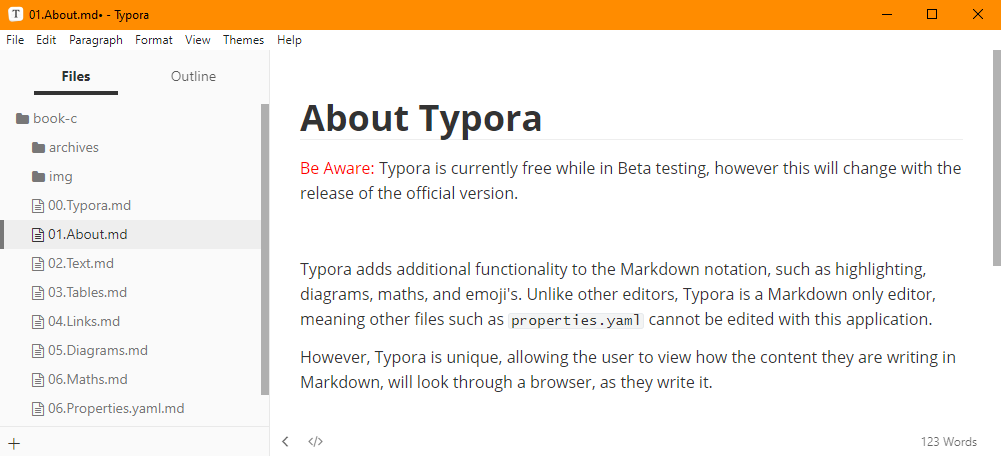 T 01.About.md• - Typora
File Edit Paragraph Format View Themes Help
Files Outline
book-c
archives
img
00.Typora.md
01.About.md
02.Text.md
03.Tables.md
04.Links.md
05.Diagrams.md
06.Maths.md
06.Properties.yaml.md
About Typora
Be Aware: Typora is currently free while in Beta testing, however this will change with the
release of the official version.
Typora adds additional functionality to the Markdown notation, such as highlighting,
diagrams, maths, and emoji's. Unlike other editors, Typora is a Markdown only editor,
meaning other files such as properties.yaml cannot be edited with this application.
However, Typora is unique, allowing the user to view how the content they are writing in
Markdown, will look through a browser, as they write it.
+ < </> 123 Words